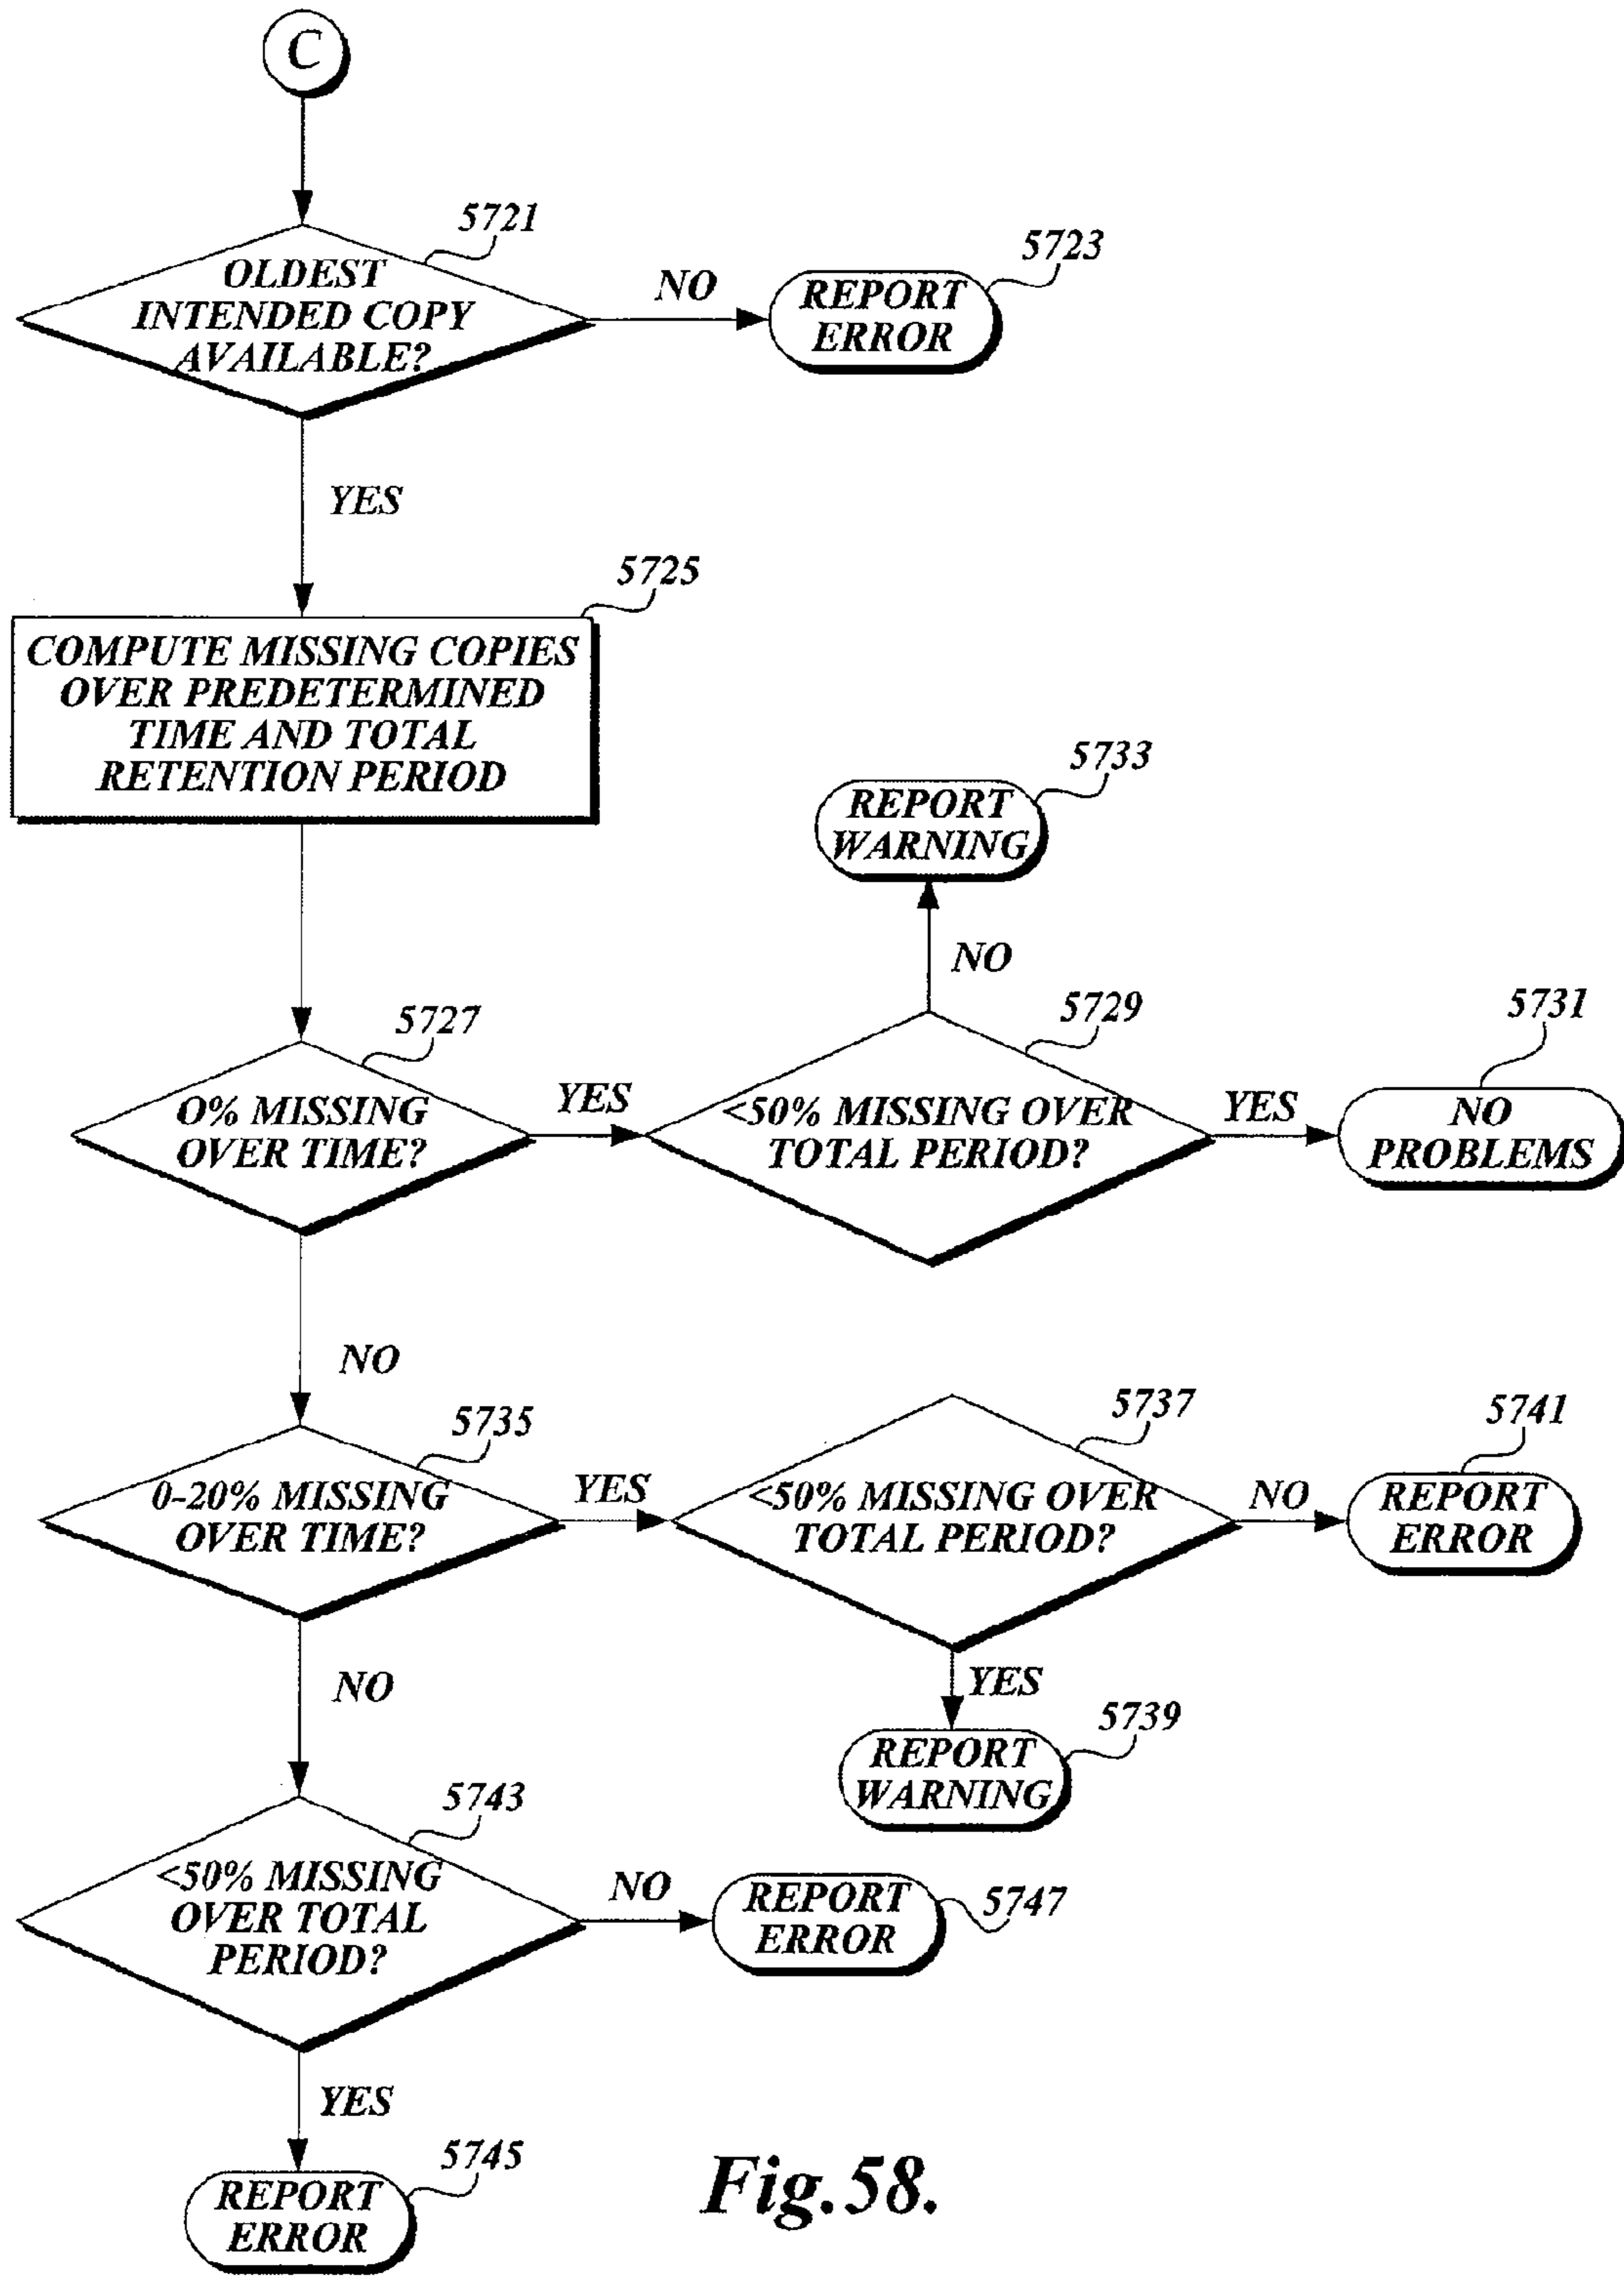 C
5721
OLDEST
INTENDED COPY
AVAILABLE?
NO
5723
REPORT
ERROR
YES
5725
COMPUTE MISSING COPIES
OVER PREDETERMINED
TIME AND TOTAL
RETENTION PERIOD
5733
REPORT
WARNING
NO
5727
O% MISSING
OVER TIME?
YES
5729
<50% MISSING OVER
TOTAL PERIOD?
YES
5731
NO
PROBLEMS
NO
5735
0-20% MISSING
OVER TIME?
YES
5737
<50% MISSING OVER
TOTAL PERIOD?
NO
5741
REPORT
ERROR
YES
5739
REPORT
WARNING
NO
5743
<50% MISSING
OVER TOTAL
PERIOD?
NO
5747
REPORT
ERROR
YES
5745
REPORT
ERROR
Fig.58.